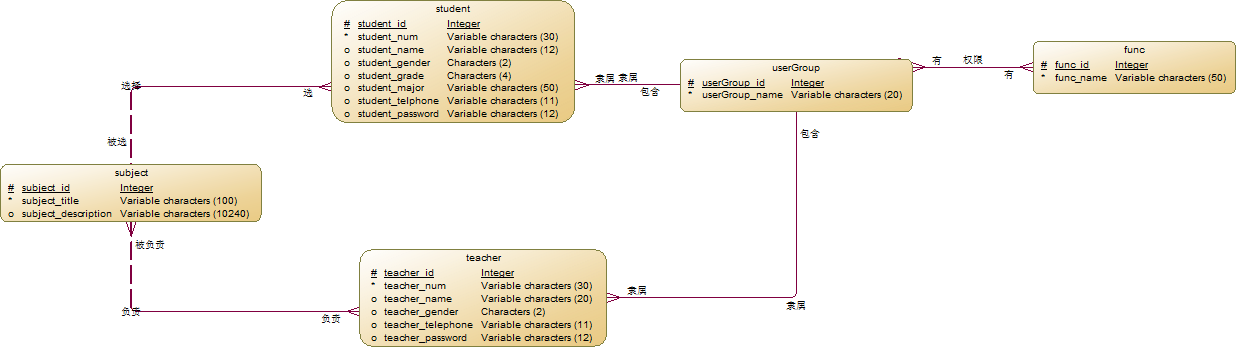 student
# student_id Integer
* student_num Variable characters (30)
o student_name Variable characters (12)
o student_gender Characters (2)
o student_grade Characters (4)
o student_major Variable characters (50)
o student_telphone Variable characters (11)
o student_password Variable characters (12)
选择
选
被选
隶属 隶属
包含
userGroup
# userGroup_id Integer
* userGroup_name Variable characters (20)
有 权限
有
func
# func_id Integer
* func_name Variable characters (50)
包含
subject
# subject_id Integer
* subject_title Variable characters (100)
o subject_description Variable characters (10240)
被负责
负责
负责
teacher
# teacher_id Integer
* teacher_num Variable characters (30)
o teacher_name Variable characters (20)
o teacher_gender Characters (2)
o teacher_telephone Variable characters (11)
o teacher_password Variable characters (12)
隶属
隶属